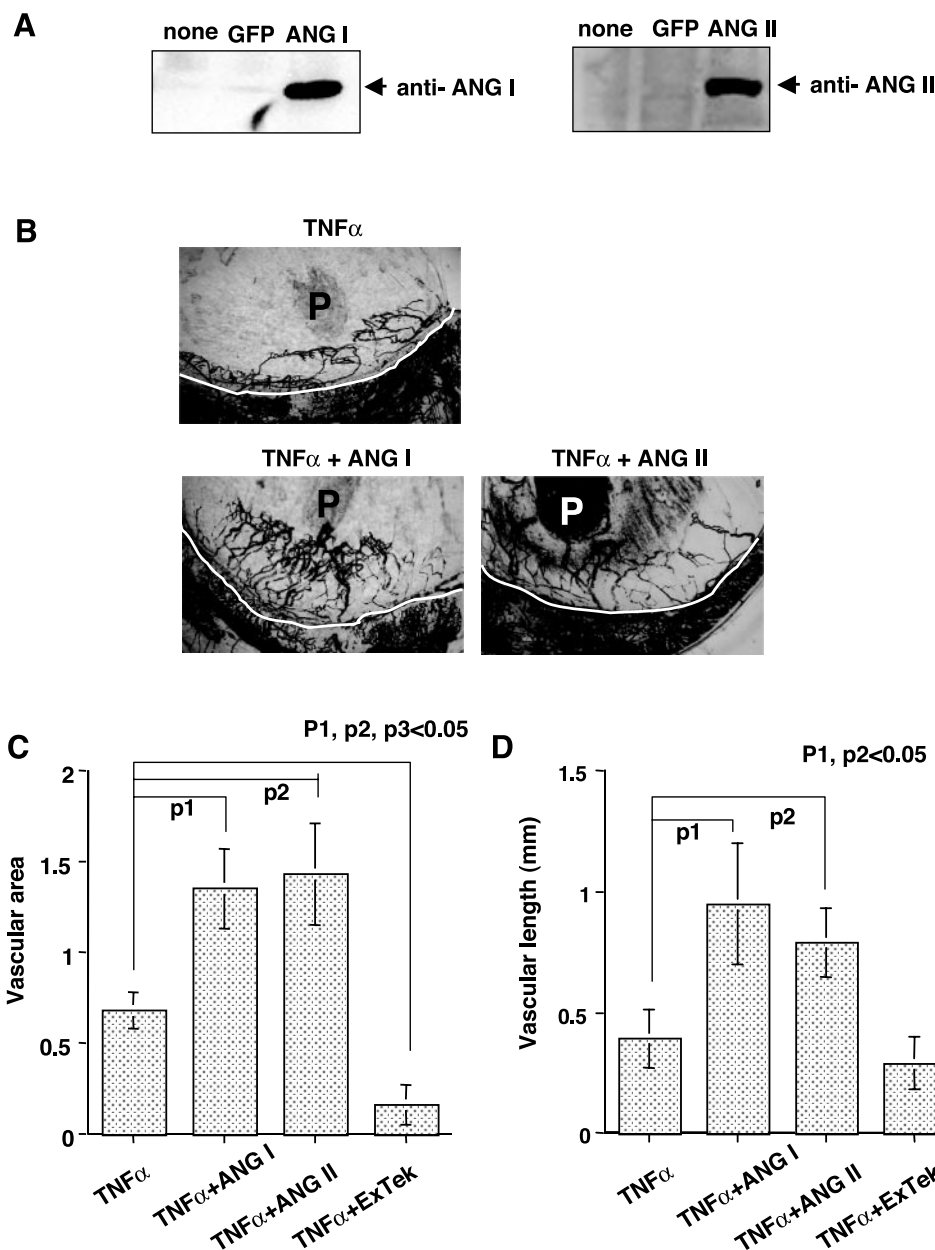 A
none GFP ANG I
anti- ANG I
none GFP ANG II
anti- ANG II
B
TNFα
P
TNFα + ANG I
P
TNFα + ANG II
P
C
P1, p2, p3<0.05
p1
p2
Vascular area
2
1.5
1
0.5
0
TNFα
TNFα+ANG I
TNFα+ANG II
TNFα+ExTek
D
P1, p2<0.05
p1
p2
Vascular length (mm)
1.5
1
0.5
0
TNFα
TNFα+ANG I
TNFα+ANG II
TNFα+ExTek